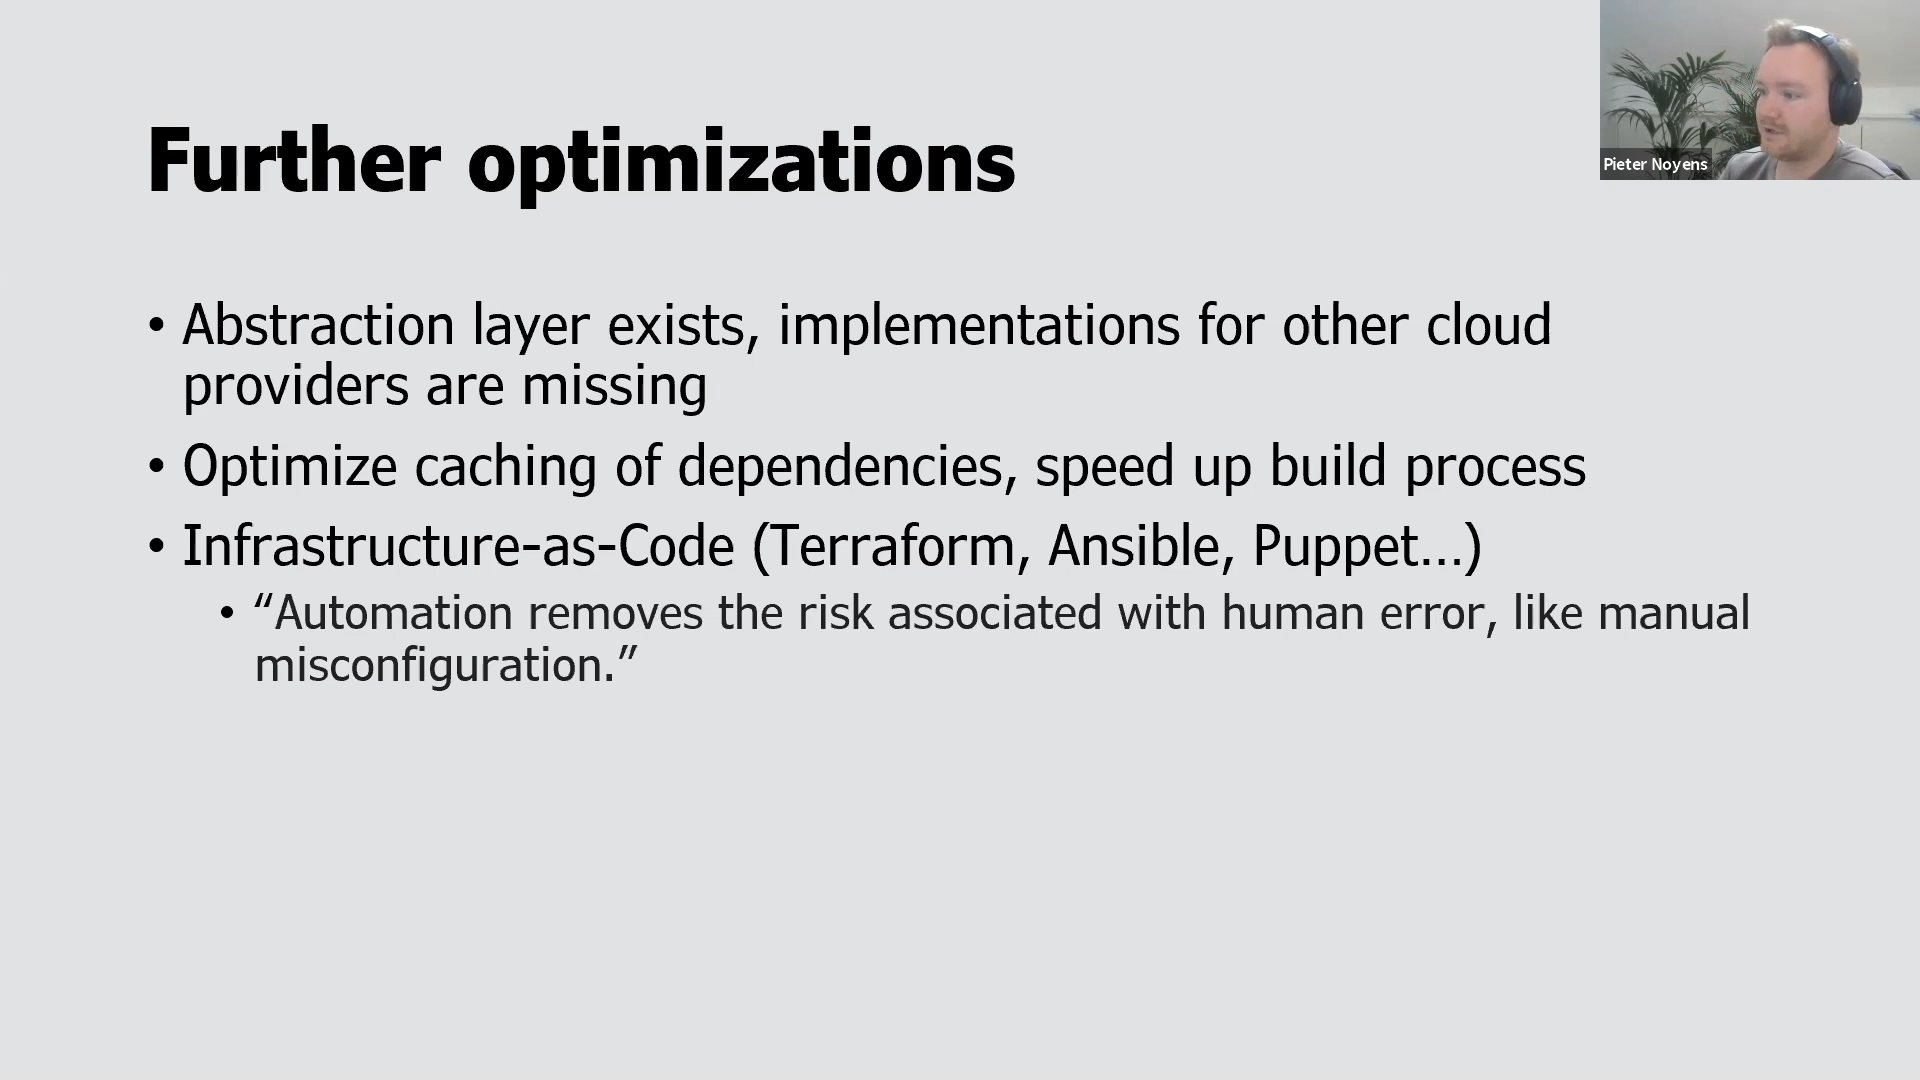 Further optimizations
Pieter Noyens
• Abstraction layer exists, implementations for other cloud
providers are missing
• Optimize caching of dependencies, speed up build process
• Infrastructure-as-Code (Terraform, Ansible, Puppet...)
• “Automation removes the risk associated with human error, like manual
misconfiguration.”